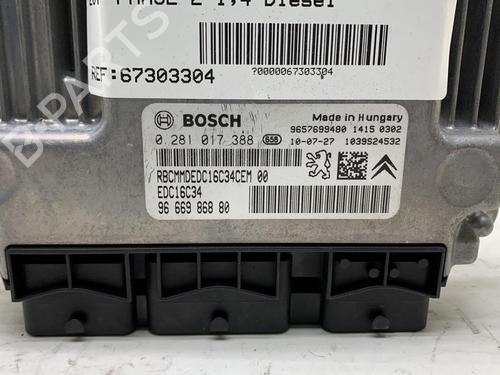 PHASE 2 1,4 Diesel
REF:67303304
?0000067303304
BOSCH
Made in Hungary
9657699480 1415 0302
0 281 017 388 G58
10-07-27 1039S24532
RBCMMDEDC16C34CEM 00
EDC16C34
96 669 868 80